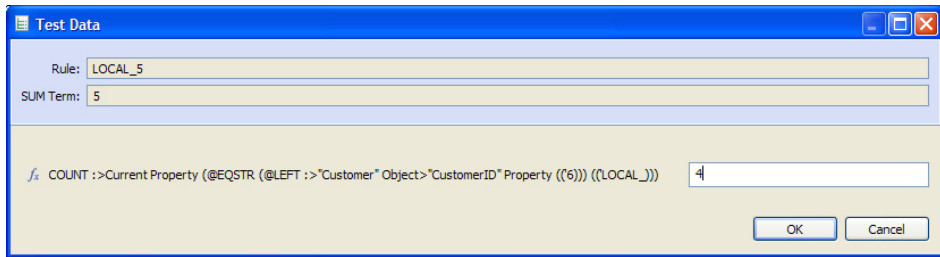 Test Data
Rule: LOCAL_5
SUM Term: 5
fx COUNT :>Current Property (@EQSTR (@LEFT :>"Customer" Object>"CustomerID" Property (('6))) (('LOCAL_))) 4
OK Cancel